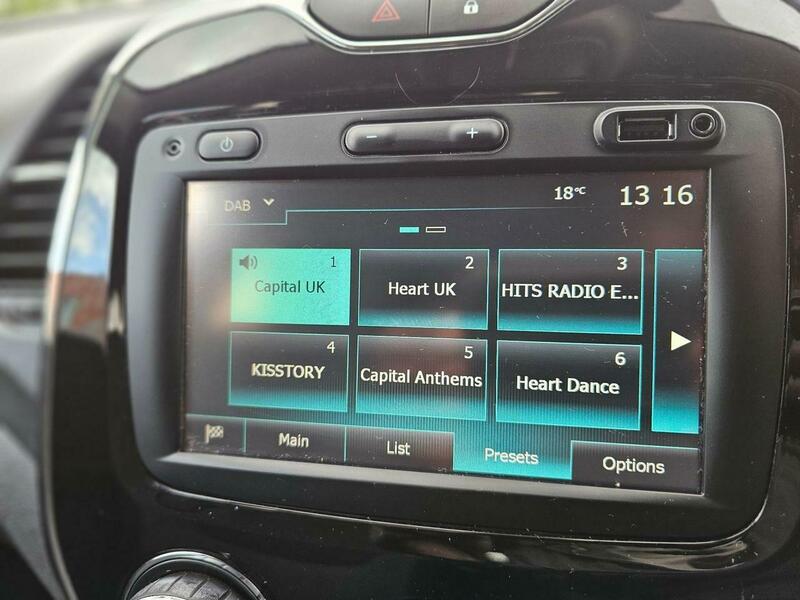 − +
DAB 18°C 13 16
1
Capital UK
2
Heart UK
3
HITS RADIO E...
4
KISSTORY
5
Capital Anthems
6
Heart Dance
Main List Presets Options